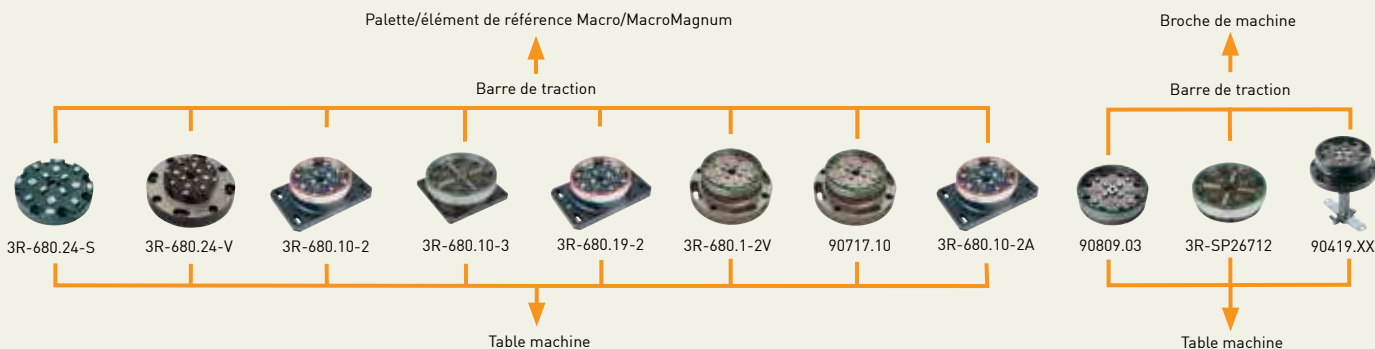 Palette/élément de référence Macro/MacroMagnum
Barre de traction
3R-680.24-S
3R-680.24-V
3R-680.10-2
3R-680.10-3
3R-680.19-2
3R-680.1-2V
90717.10
3R-680.10-2A
Table machine
Broche de machine
Barre de traction
90809.03
3R-SP26712
90419.XX
Table machine